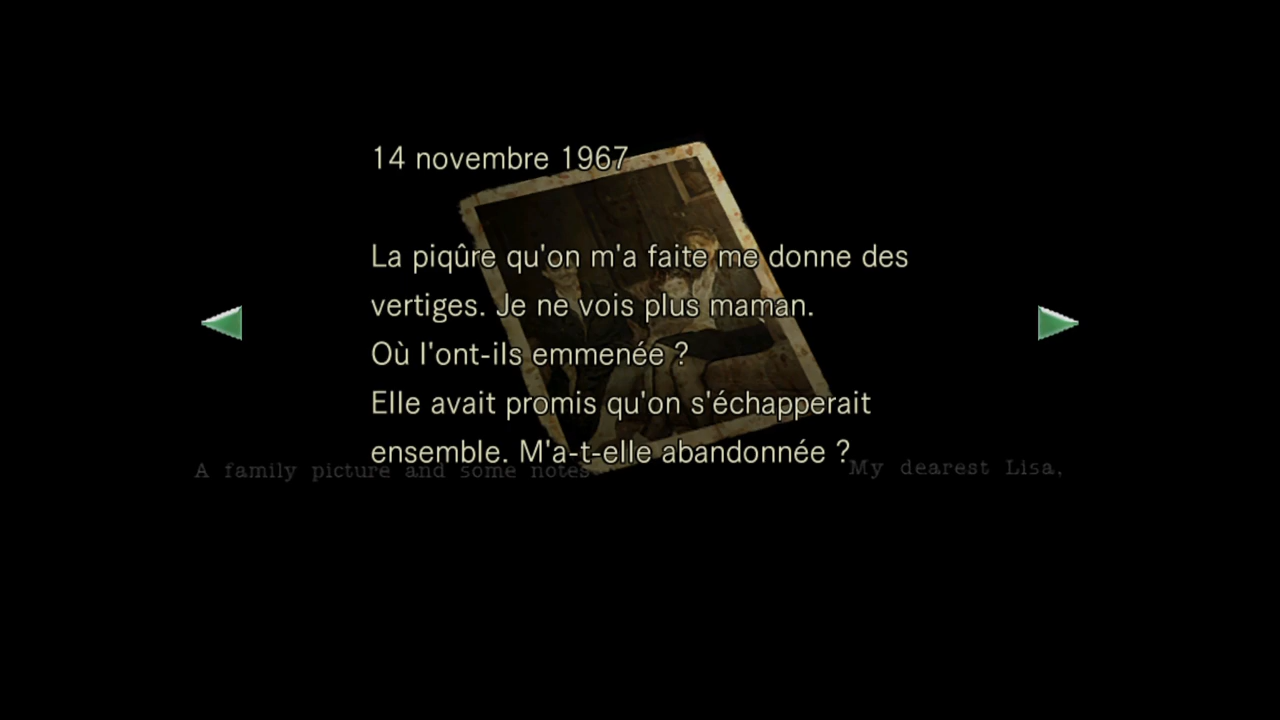 14 novembre 1967
La piqûre qu'on m'a faite me donne des
vertiges. Je ne vois plus maman.
Où l'ont-ils emmenée ?
Elle avait promis qu'on s'échapperait
ensemble. M'a-t-elle abandonnée ?
A family picture and some notes
My dearest Lisa,